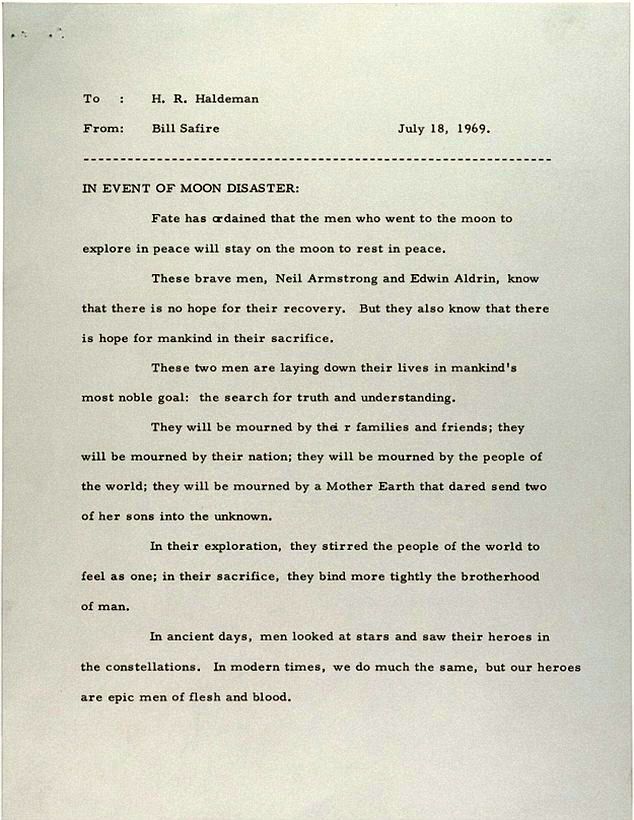 To : H. R. Haldeman
From: Bill Safire July 18, 1969.
--------------------------------------------------------------------------------
IN EVENT OF MOON DISASTER:
Fate has ordained that the men who went to the moon to
explore in peace will stay on the moon to rest in peace.
These brave men, Neil Armstrong and Edwin Aldrin, know
that there is no hope for their recovery. But they also know that there
is hope for mankind in their sacrifice.
These two men are laying down their lives in mankind's
most noble goal: the search for truth and understanding.
They will be mourned by thei r families and friends; they
will be mourned by their nation; they will be mourned by the people of
the world; they will be mourned by a Mother Earth that dared send two
of her sons into the unknown.
In their exploration, they stirred the people of the world to
feel as one; in their sacrifice, they bind more tightly the brotherhood
of man.
In ancient days, men looked at stars and saw their heroes in
the constellations. In modern times, we do much the same, but our heroes
are epic men of flesh and blood.